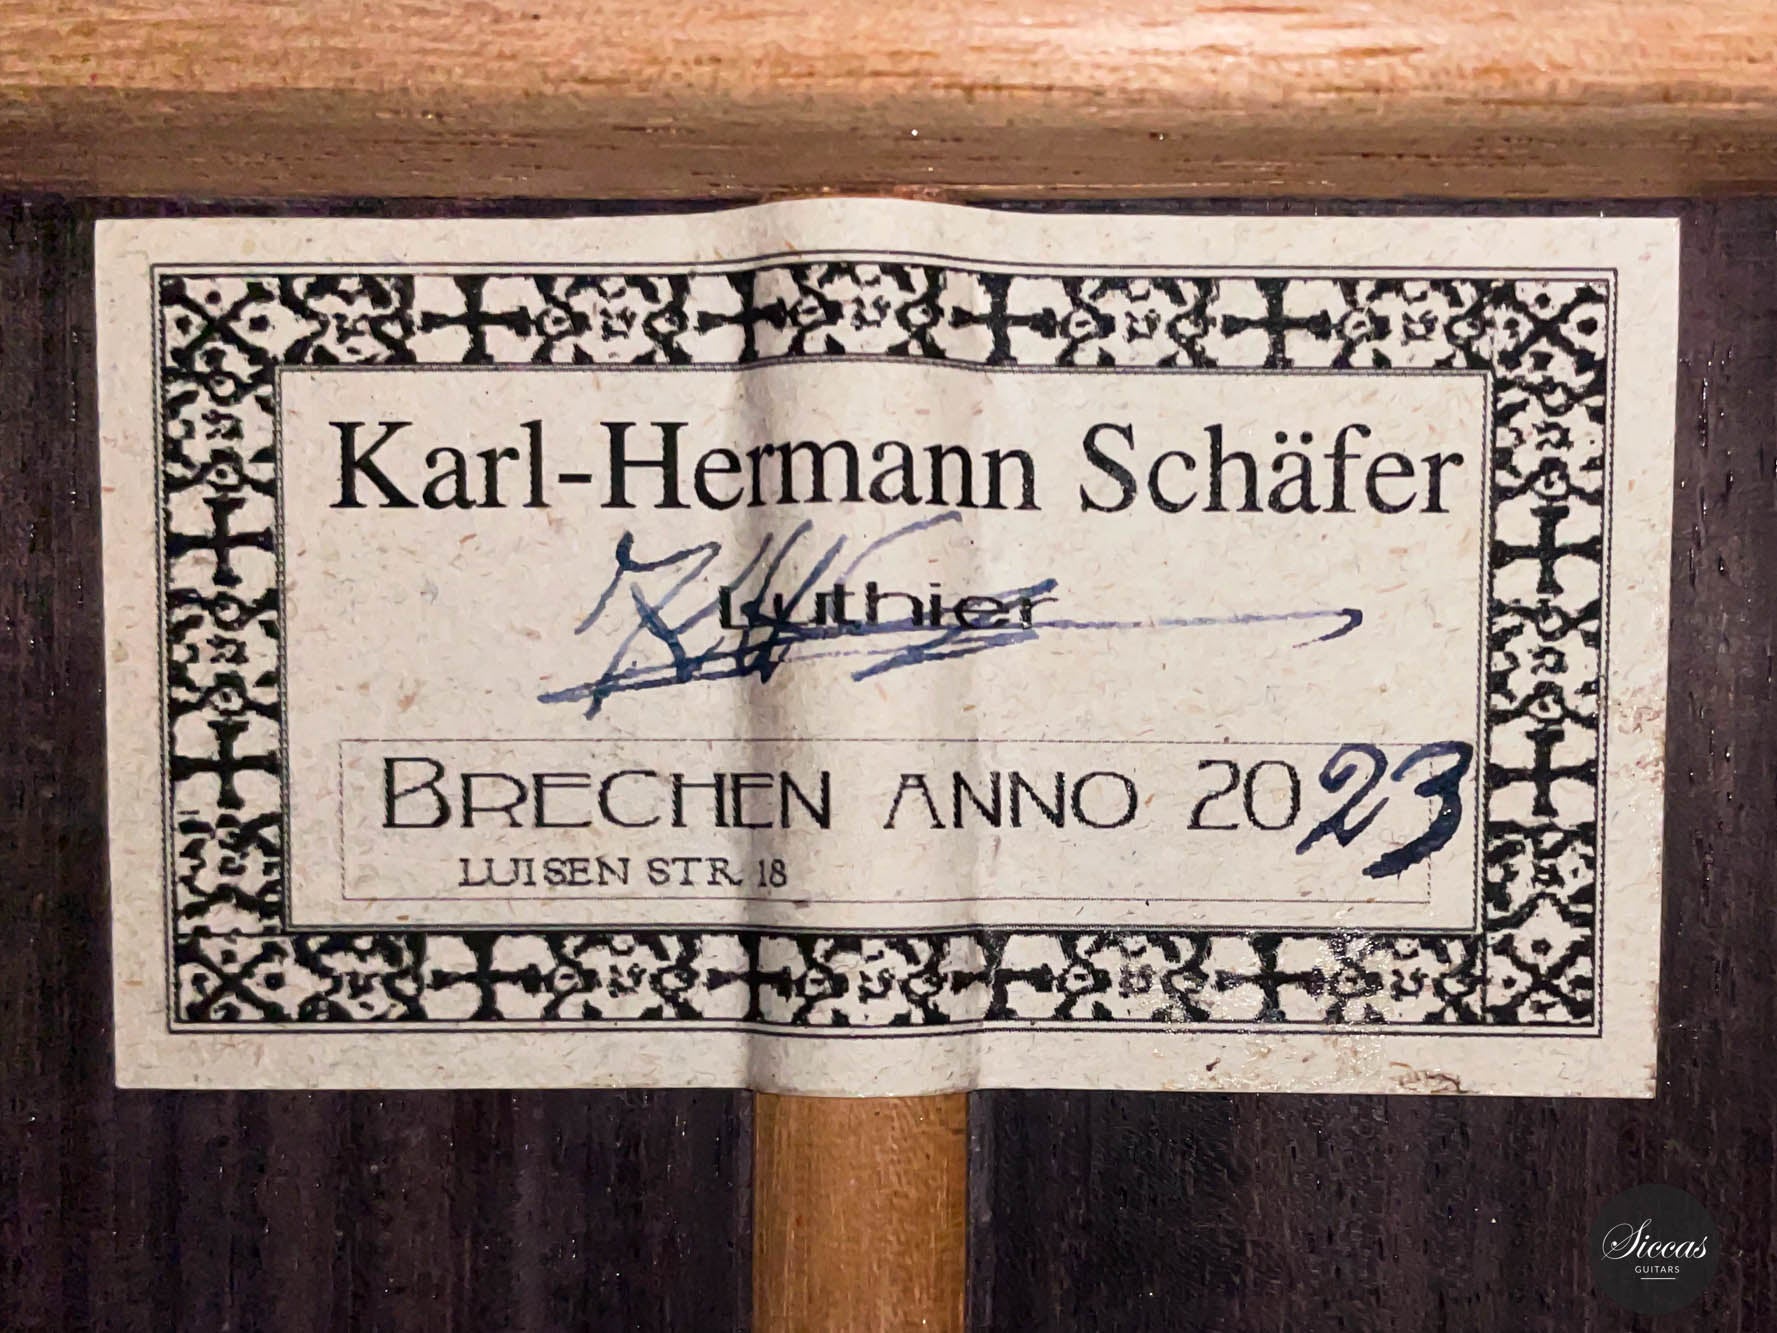 Karl-Hermann Schäfer
Luthier
BRECHEN ANNO 2023
LUISEN STR 18
Siccas
GUITARS